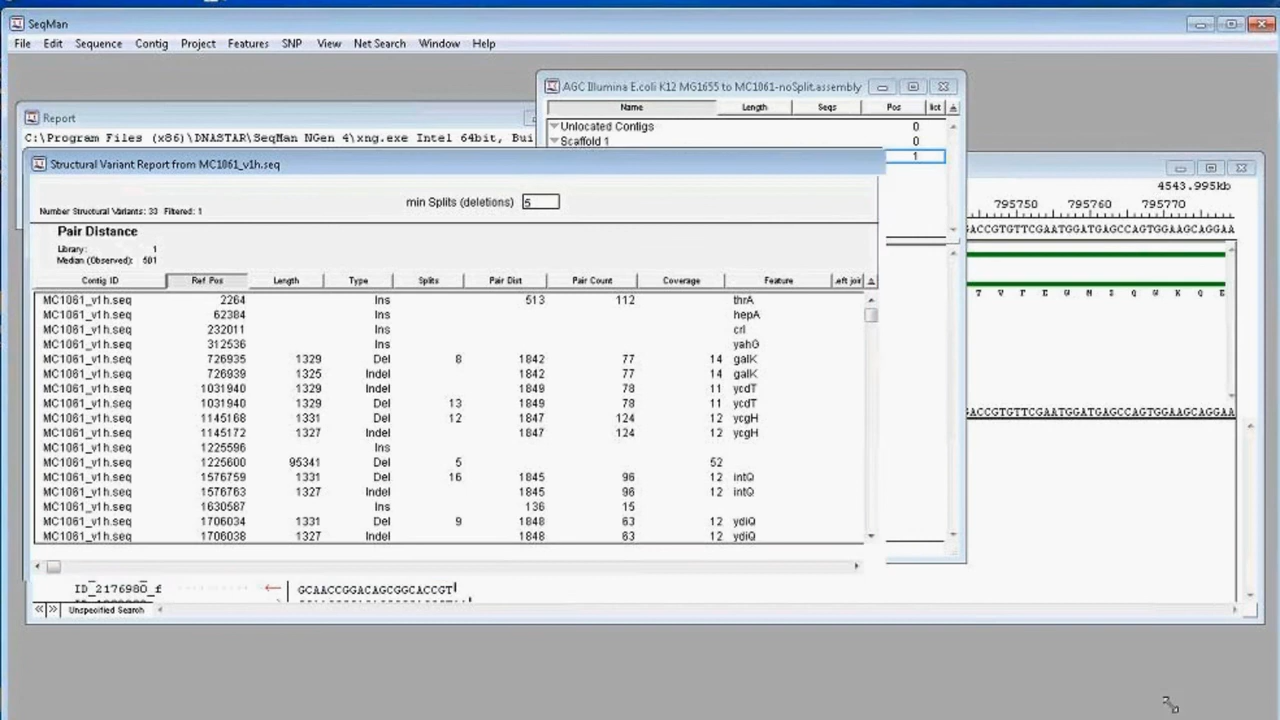 SeqMan
File Edit Sequence Contig Project Features SNP View Net Search Window Help
AGC Illumina E.coli K12 MG1655 to MC1061-noSplit.assembly
Name Length Seqs Pos
Unlocated Contigs 0
Scaffold 1 0
1
Report
C:\Program Files (x86)\DNASTAR\SeqMan NGen 4\xng.exe Intel 64bit, Bui
Structural Variant Report from MC1061_v1h.seq
min Splits (deletions) 5
Number Structural Variants: 33 Filtered: 1
Pair Distance
Library: 1
Median (Observed): 501
Contig ID Ref Pos Length Type Splits Pair Dist Pair Count Coverage Feature eft joir
MC1061_v1h.seq 2264 Ins 513 112 thrA
MC1061_v1h.seq 62384 Ins hepA
MC1061_v1h.seq 232011 Ins crl
MC1061_v1h.seq 312536 Ins yahG
MC1061_v1h.seq 726935 1329 Del 8 1842 77 14 galK
MC1061_v1h.seq 726939 1325 Indel 1842 77 14 galK
MC1061_v1h.seq 1031940 1329 Indel 1849 78 11 ycdT
MC1061_v1h.seq 1031940 1329 Del 13 1849 78 11 ycdT
MC1061_v1h.seq 1145168 1331 Del 12 1847 124 12 ycgH
MC1061_v1h.seq 1145172 1327 Indel 1847 124 12 ycgH
MC1061_v1h.seq 1225596 Ins
MC1061_v1h.seq 1225600 95341 Del 5 52
MC1061_v1h.seq 1576759 1331 Del 16 1845 96 12 intQ
MC1061_v1h.seq 1576763 1327 Indel 1845 96 12 intQ
MC1061_v1h.seq 1630587 Ins 136 15
MC1061_v1h.seq 1706034 1331 Del 9 1848 63 12 ydiQ
MC1061_v1h.seq 1706038 1327 Indel 1848 63 12 ydiQ
4543.995kb
795750 795760 795770
ACCGTGTTCGAATGGATGAGCCAGTGGAAGCAGGAA
T V F E W M S Q W K Q E
ACCGTGTTCGAATGGATGAGCCAGTGGAAGCAGGAA
ID_2176980_f ← GCAACCGGACAGCGGCACCGT
Unspecified Search